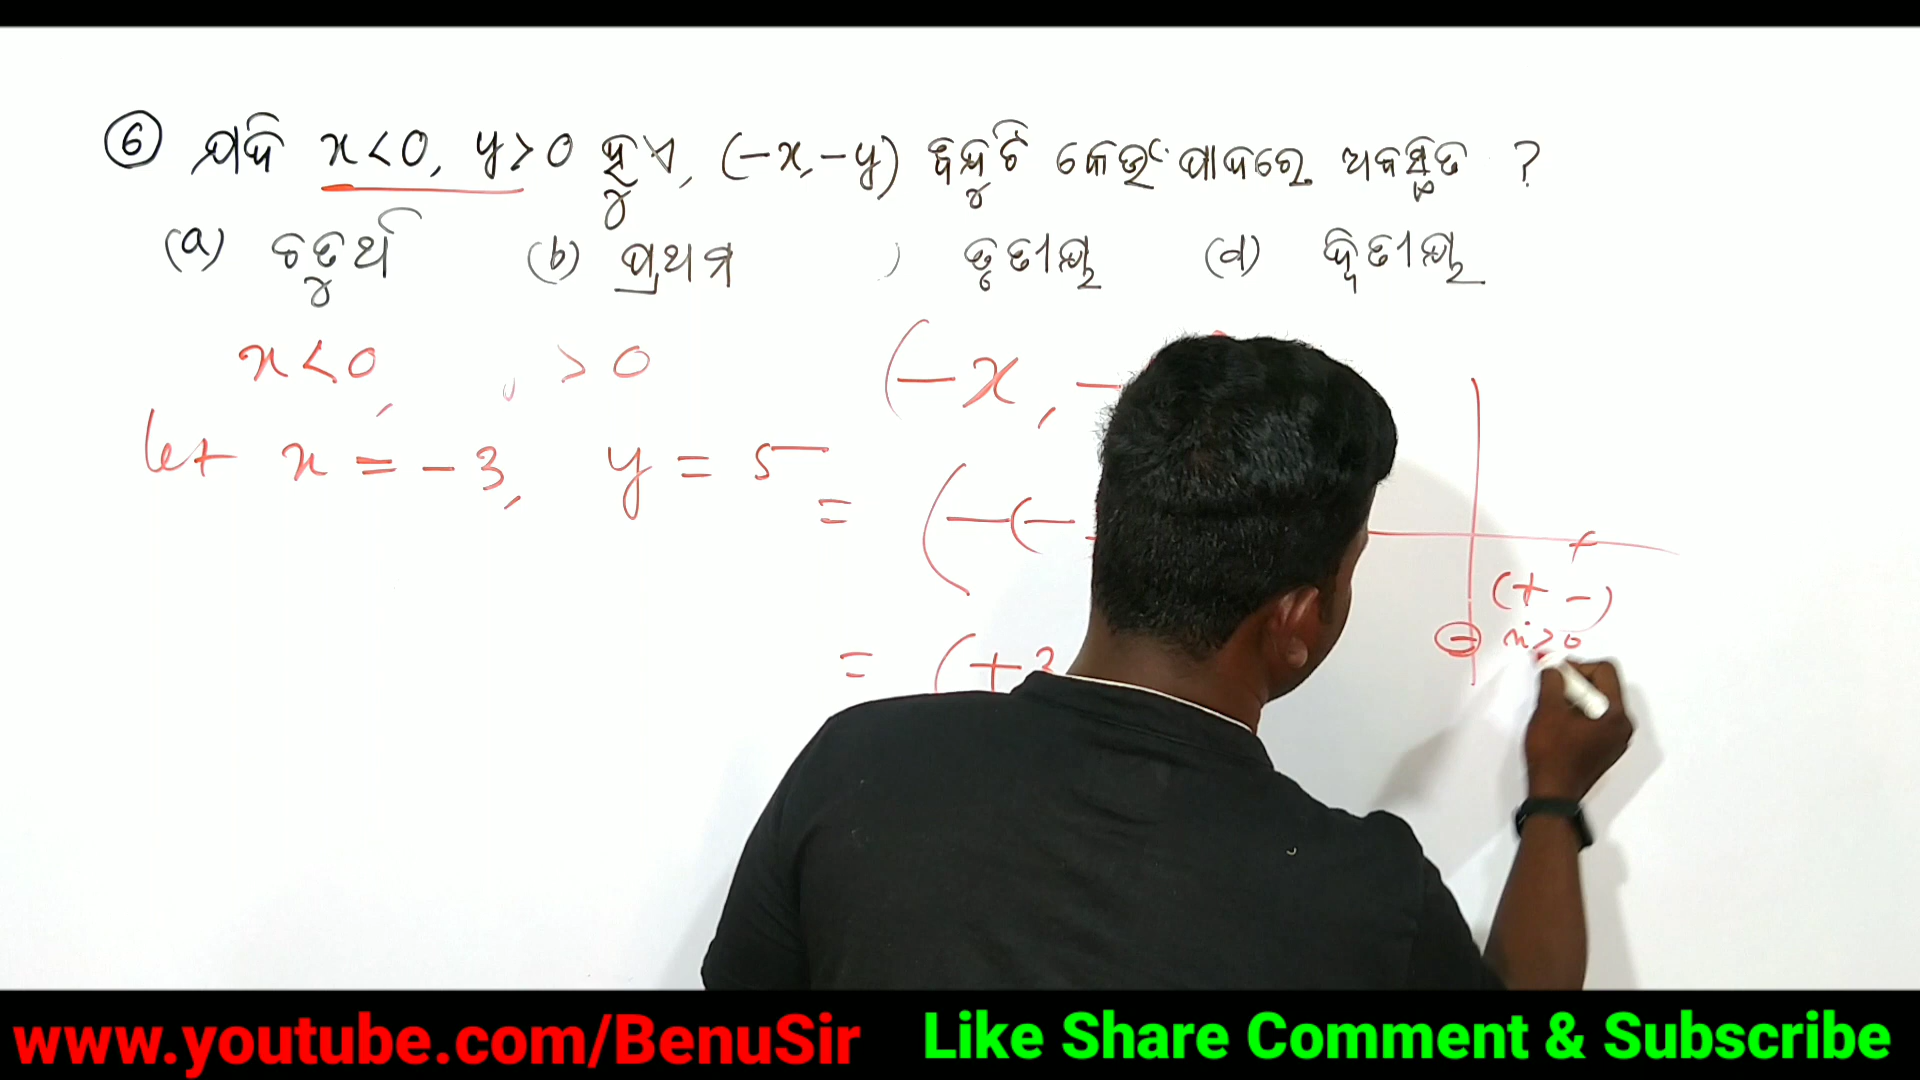 ⑥ ଯଦି x<0, y>0 ହୁଏ, (-x,-y) ବିନ୍ଦୁଟି କେଉଁ ପାଦରେ ଅବସ୍ଥିତ ?
(a) ଚତୁର୍ଥ (b) ପ୍ରଥମ ) ତୃତୀୟ (d) ଦ୍ୱିତୀୟ
x<0, >0
let x = -3, y = 5
(-x, -
= (-(-
= (+3
+
(+ -)
- x>0
www.youtube.com/BenuSir Like Share Comment & Subscribe